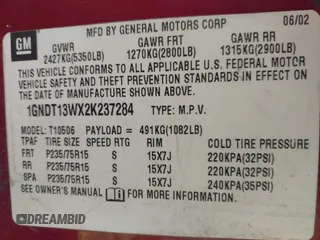 MFD BY GENERAL MOTORS CORP 06/02
GM
GVWR GAWR FRT GAWR RR
2427KG(5350LB) 1270KG(2800LB) 1315KG(2900LB)
THIS VEHICLE CONFORMS TO ALL APPLICABLE U.S. FEDERAL MOTOR
VEHICLE SAFETY AND THEFT PREVENTION STANDARDS IN EFFECT ON
THE DATE OF MANUFACTURE SHOWN ABOVE.
1GNDT13WX2K237284 TYPE: M.P.V.
MODEL: T10506 PAYLOAD = 491KG(1082LB)
TPAF TIRE SIZE SPEED RTG RIM COLD TIRE PRESSURE
FRT P235/75R15 S 15X7J 220KPA(32PSI)
RR P235/75R15 S 15X7J 220KPA(32PSI)
SPA P235/75R15 S 15X7J 240KPA(35PSI)
SEE OWNER'S MANUAL FOR MORE INFORMATION.
DREAMBID